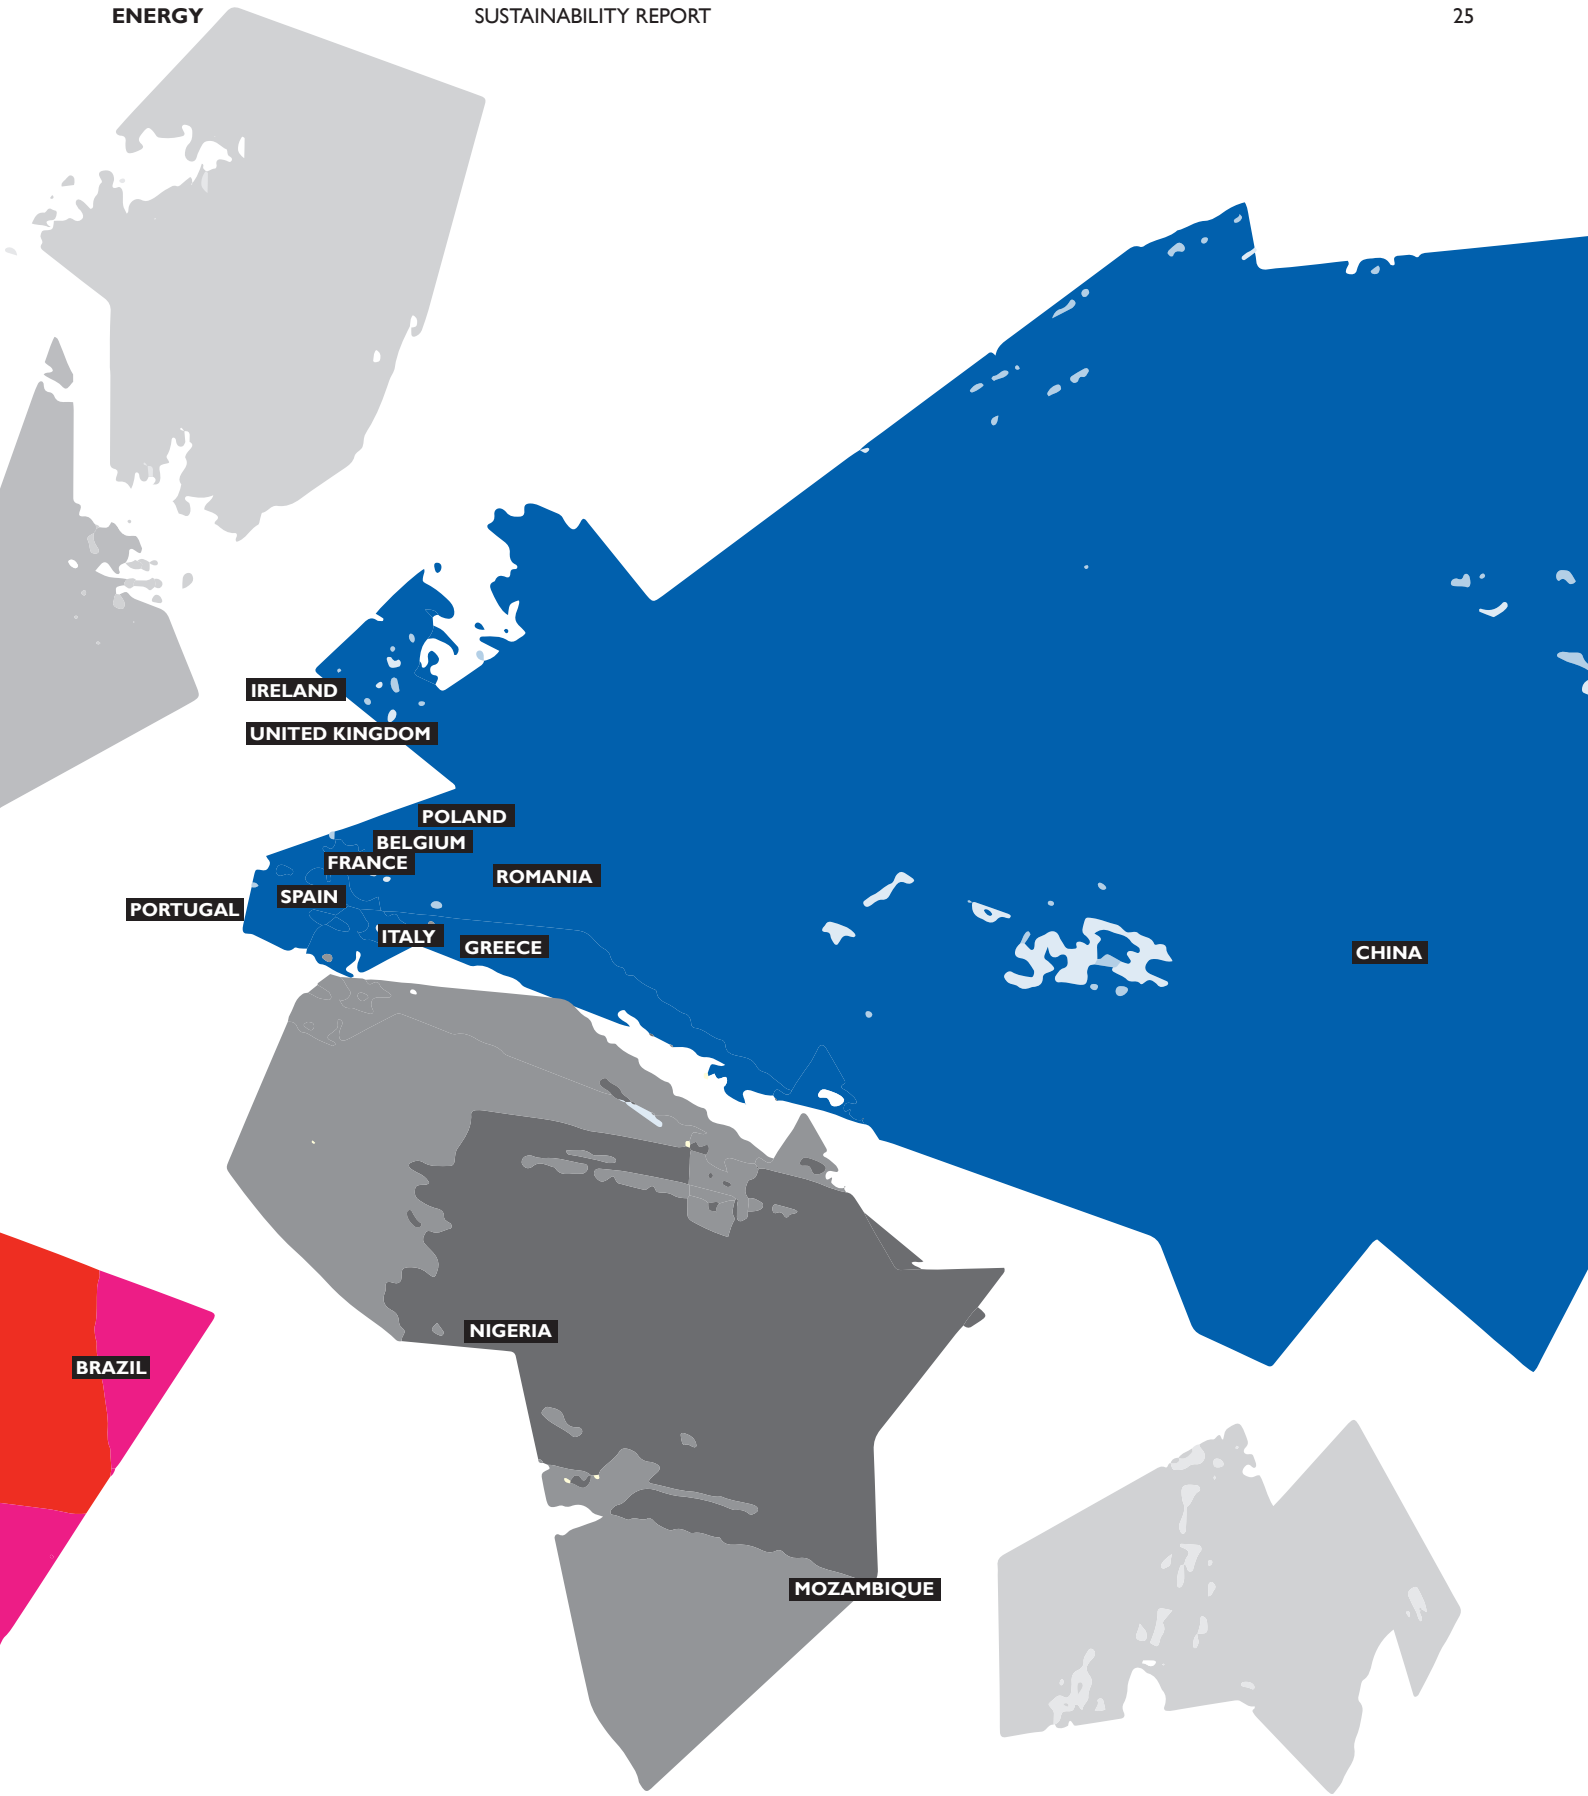 ENERGY
SUSTAINABILITY REPORT
25
IRELAND
UNITED KINGDOM
POLAND
BELGIUM
FRANCE
ROMANIA
SPAIN
PORTUGAL
ITALY
GREECE
CHINA
NIGERIA
BRAZIL
MOZAMBIQUE